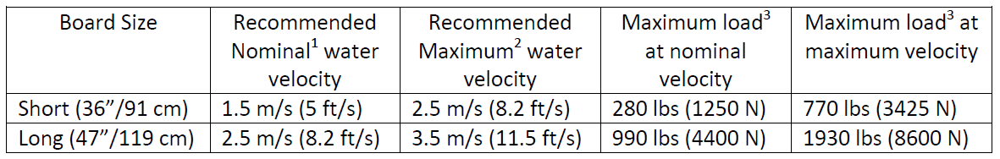 Board Size Recommended Nominal¹ water velocity Recommended Maximum² water velocity Maximum load³ at nominal velocity Maximum load³ at maximum velocity
Short (36”/91 cm) 1.5 m/s (5 ft/s) 2.5 m/s (8.2 ft/s) 280 lbs (1250 N) 770 lbs (3425 N)
Long (47”/119 cm) 2.5 m/s (8.2 ft/s) 3.5 m/s (11.5 ft/s) 990 lbs (4400 N) 1930 lbs (8600 N)